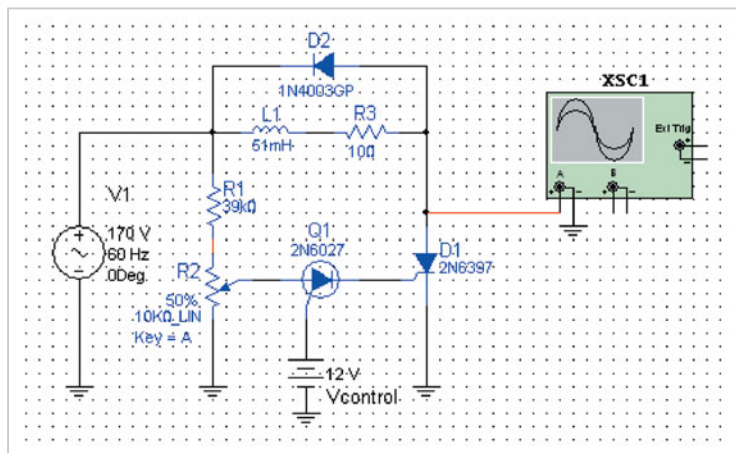 D2
1N4003GP
XSC1
L1
51mH
R3
10Ω
Ext Trig
+
-
A
B
+ -
+ -
V1
170 V
60 Hz
0Deg
R1
39kΩ
R2
50%
10KΩ_LIN
Key = A
Q1
2N6027
D1
2N6397
12 V
Vcontrol